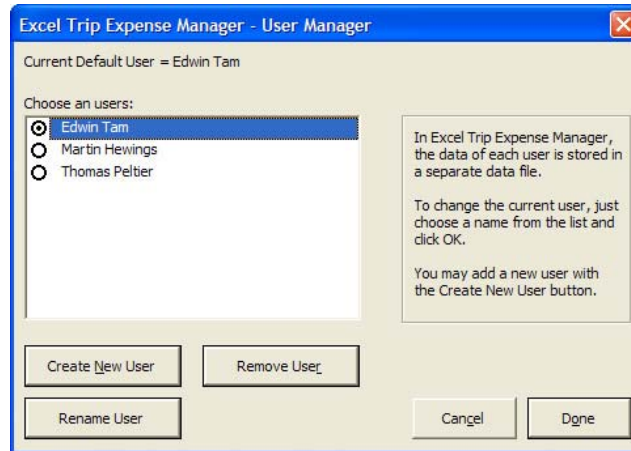 Excel Trip Expense Manager - User Manager
Current Default User = Edwin Tam
Choose an users:
Edwin Tam
Martin Hewings
Thomas Peltier
In Excel Trip Expense Manager,
the data of each user is stored in
a separate data file.
To change the current user, just
choose a name from the list and
click OK.
You may add a new user with
the Create New User button.
Create New User
Remove User
Rename User
Cancel
Done